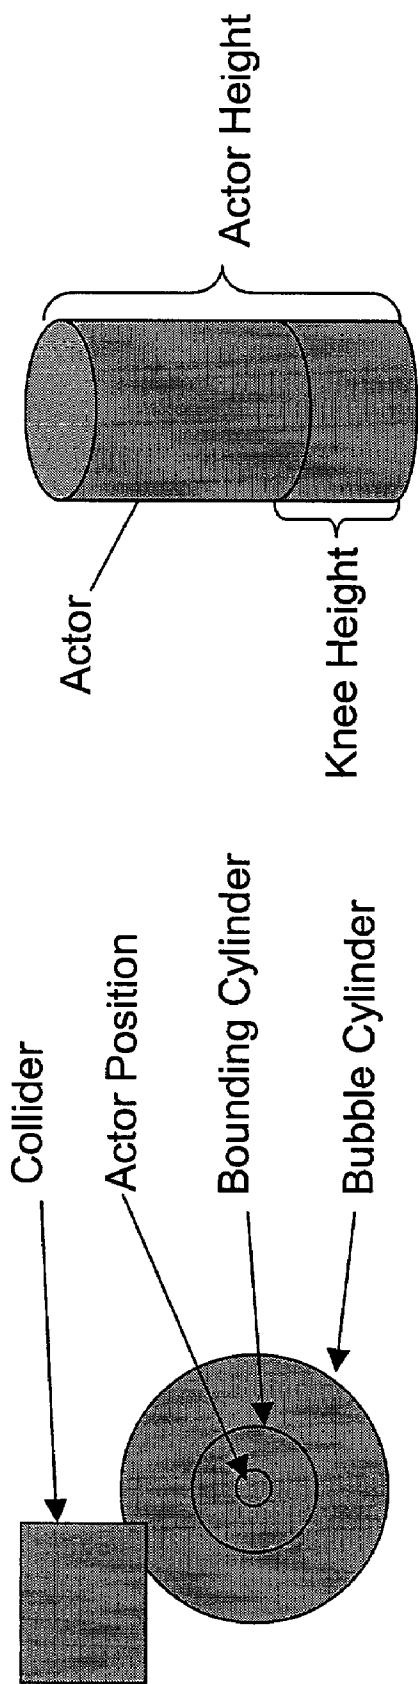 Collider
Actor Position
Bounding Cylinder
Bubble Cylinder
Actor
Knee Height
Actor Height